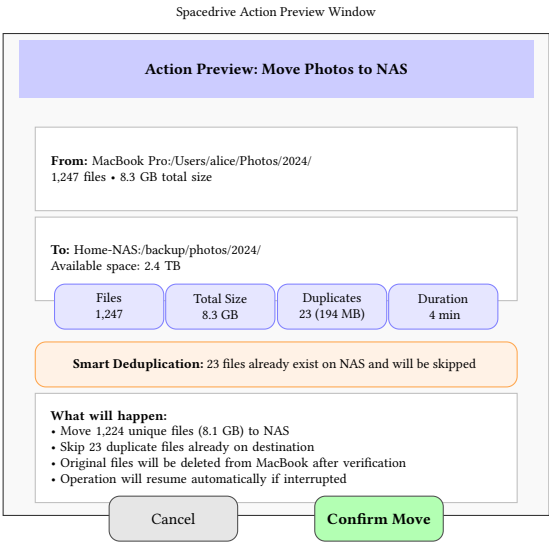 Spacedrive Action Preview Window
Action Preview: Move Photos to NAS
From: MacBook Pro:/Users/alice/Photos/2024/
1,247 files • 8.3 GB total size
To: Home-NAS:/backup/photos/2024/
Available space: 2.4 TB
Files
1,247
Total Size
8.3 GB
Duplicates
23 (194 MB)
Duration
4 min
Smart Deduplication: 23 files already exist on NAS and will be skipped
What will happen:
• Move 1,224 unique files (8.1 GB) to NAS
• Skip 23 duplicate files already on destination
• Original files will be deleted from MacBook after verification
• Operation will resume automatically if interrupted
Cancel
Confirm Move